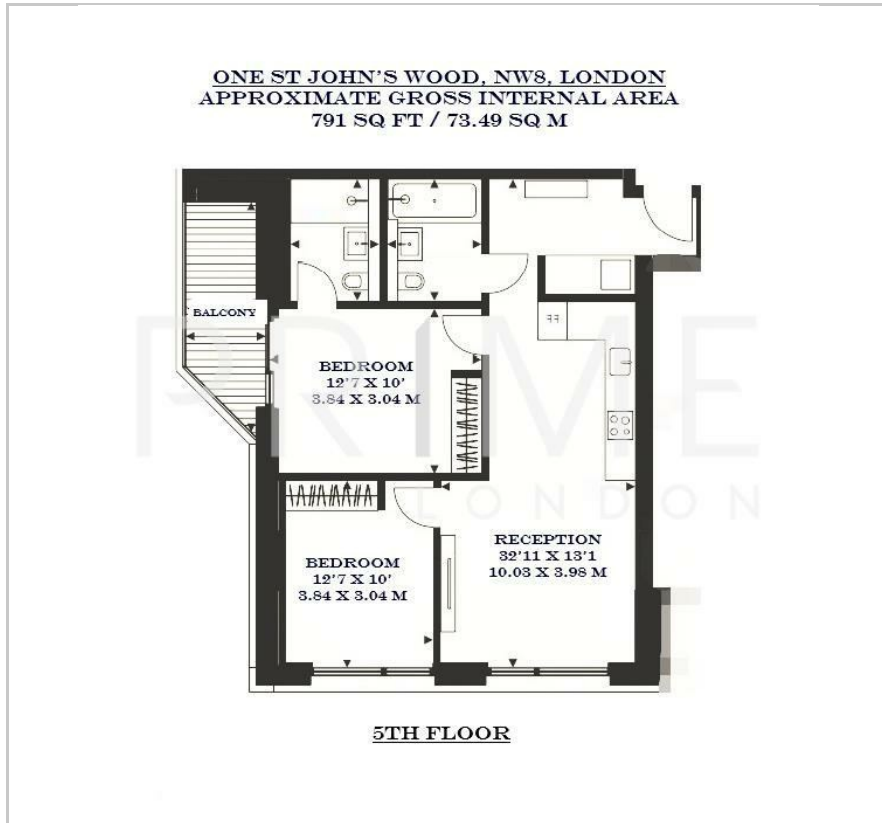 ONE ST JOHN'S WOOD, NW8, LONDON
APPROXIMATE GROSS INTERNAL AREA
791 SQ FT / 73.49 SQ M
BALCONY
PRIME
LONDON
BEDROOM
12'7 X 10'
3.84 X 3.04 M
BEDROOM
12'7 X 10'
3.84 X 3.04 M
RECEPTION
32'11 X 13'1
10.03 X 3.98 M
5TH FLOOR